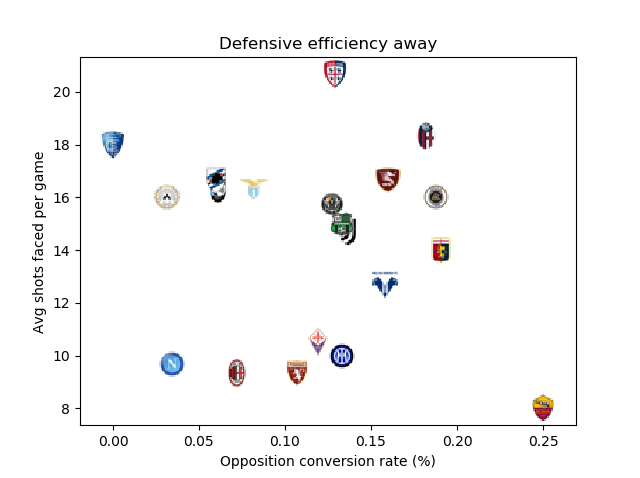 Defensive efficiency away
Avg shots faced per game
20
18
16
14
12
10
8
0.00 0.05 0.10 0.15 0.20 0.25
Opposition conversion rate (%)